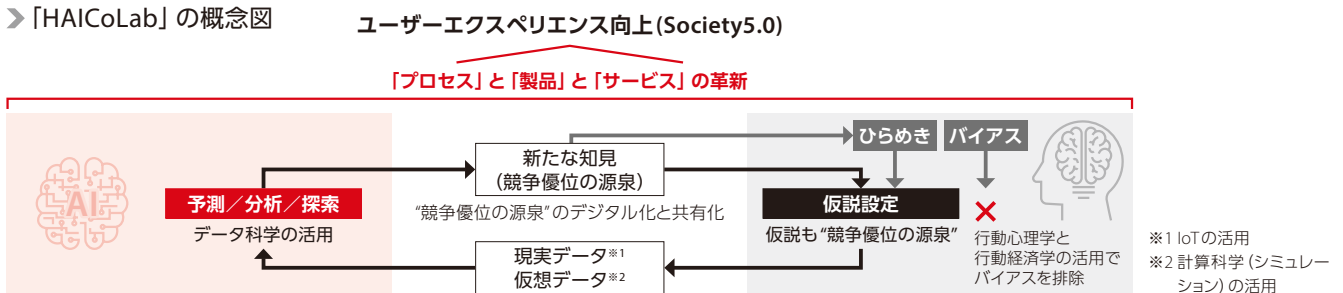 「HAICoLab」の概念図
ユーザーエクスペリエンス向上(Society5.0)
「プロセス」と「製品」と「サービス」の革新
AI
予測／分析／探索
データ科学の活用
新たな知見
(競争優位の源泉)
“競争優位の源泉”のデジタル化と共有化
現実データ※1
仮想データ※2
ひらめき
バイアス
仮説設定
仮説も“競争優位の源泉”
行動心理学と
行動経済学の活用で
バイアスを排除
※1 IoTの活用
※2 計算科学(シミュレー
ション)の活用